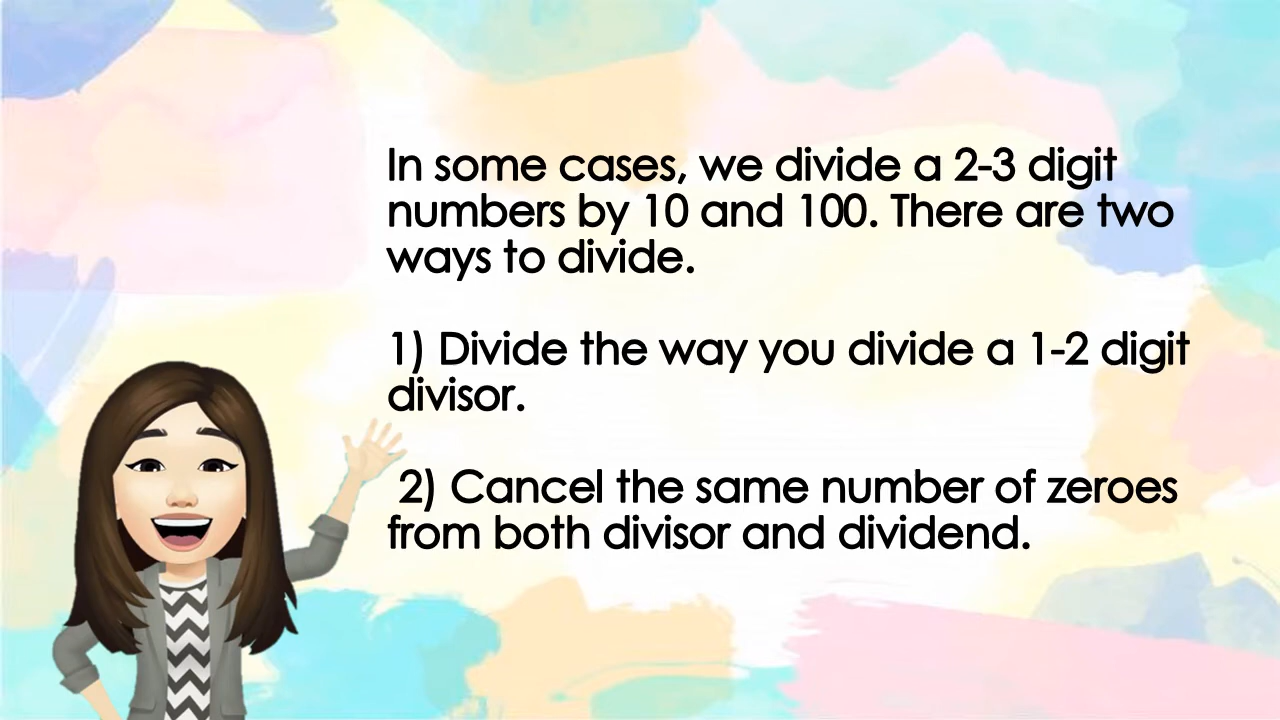 In some cases, we divide a 2-3 digit
numbers by 10 and 100. There are two
ways to divide.
1) Divide the way you divide a 1-2 digit
divisor.
2) Cancel the same number of zeroes
from both divisor and dividend.